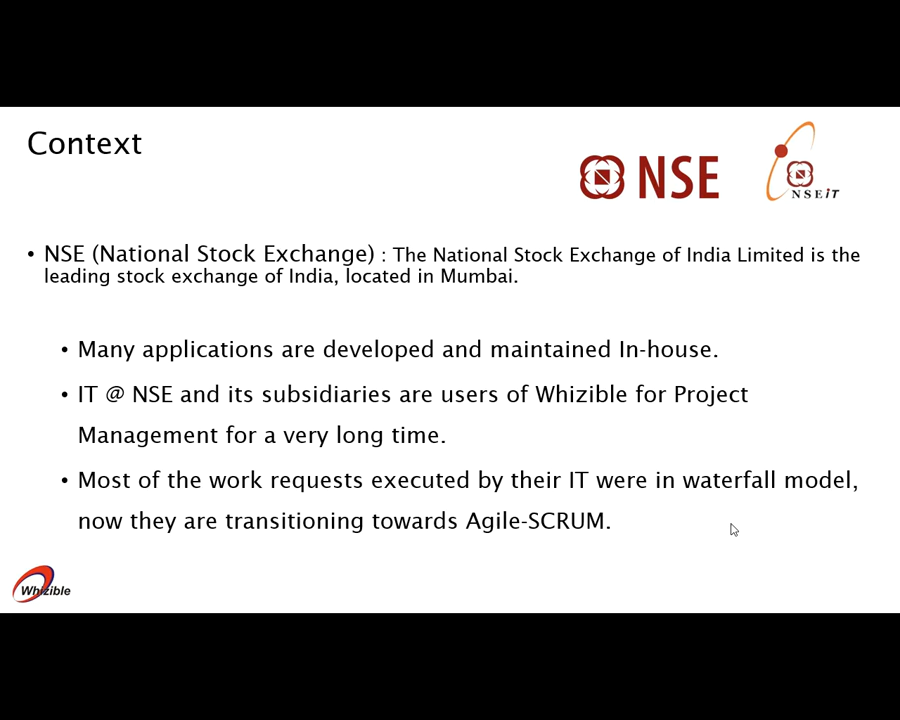 Context
NSE
NSEiT
• NSE (National Stock Exchange) : The National Stock Exchange of India Limited is the
leading stock exchange of India, located in Mumbai.
• Many applications are developed and maintained In-house.
• IT @ NSE and its subsidiaries are users of Whizible for Project
Management for a very long time.
• Most of the work requests executed by their IT were in waterfall model,
now they are transitioning towards Agile-SCRUM.
Whizible